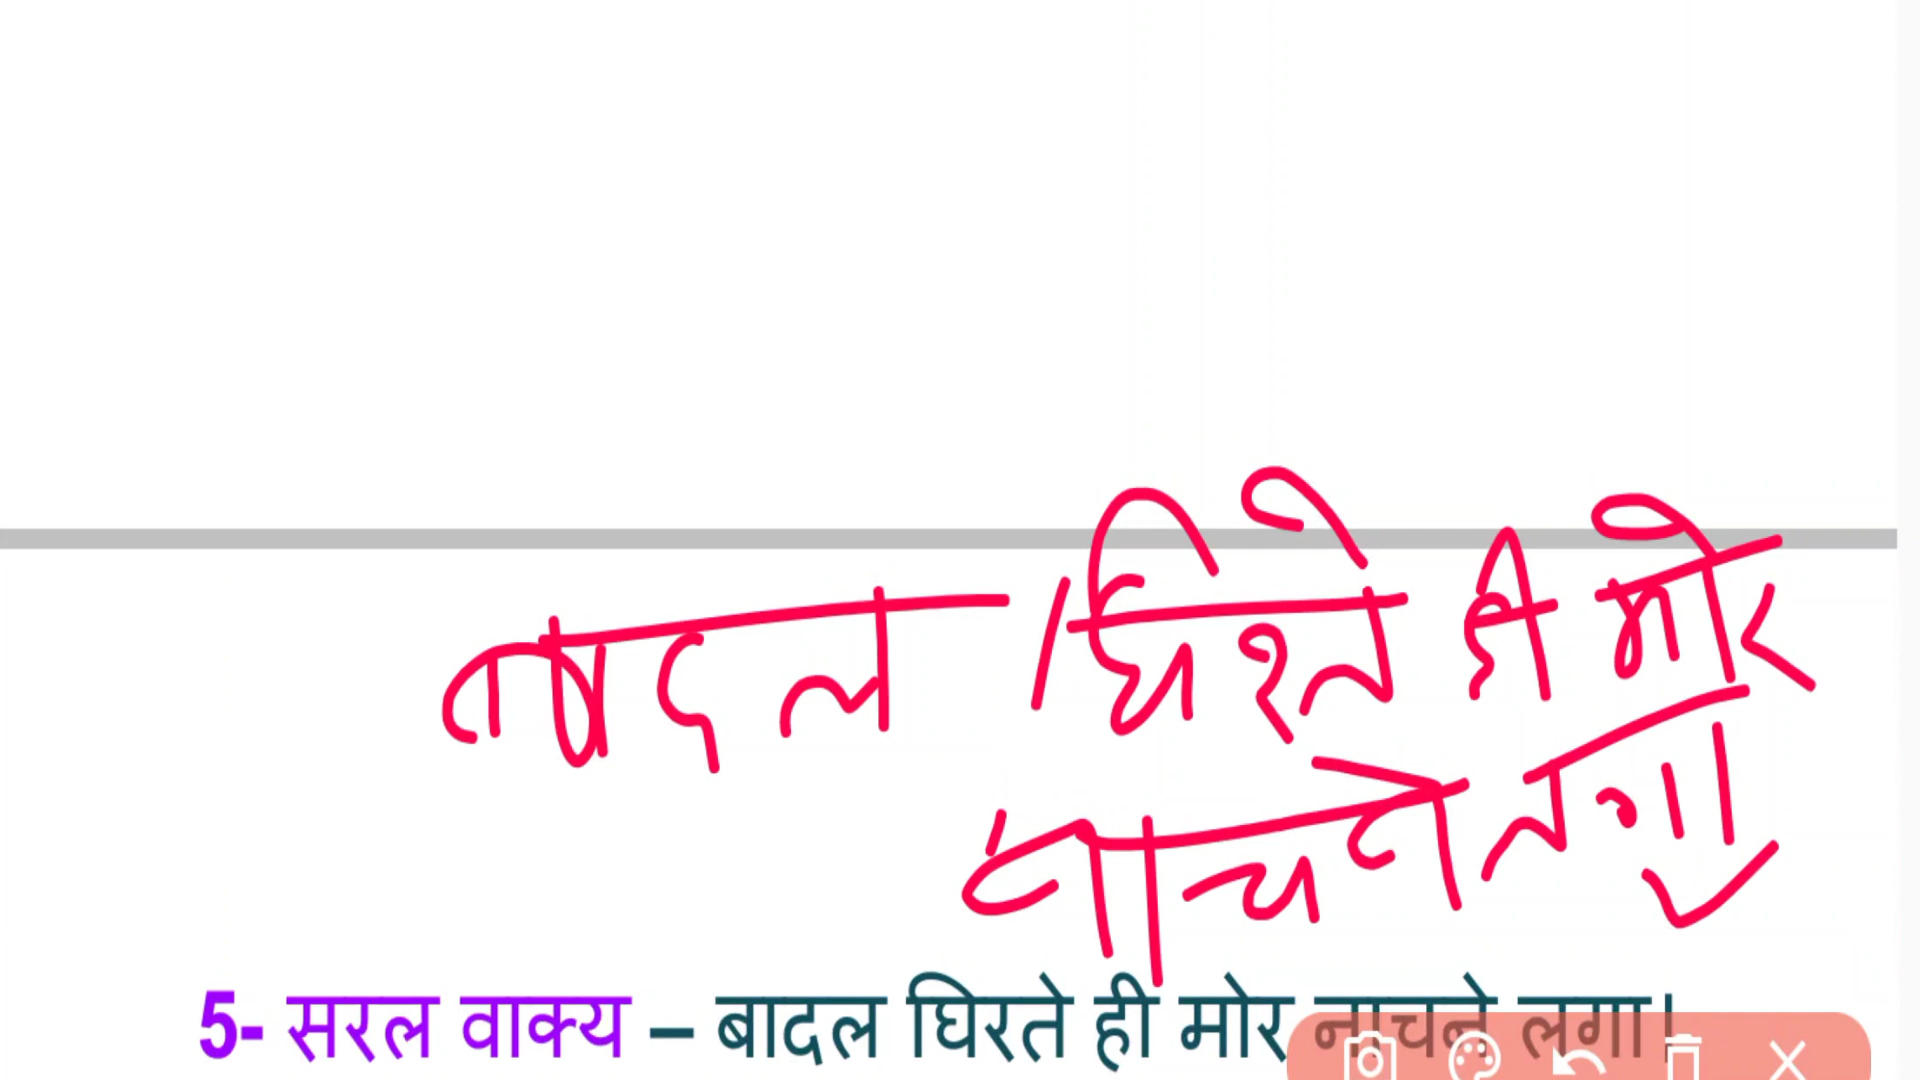 बादल घिरते ही मोर
नाचने लगा
5- सरल वाक्य – बादल घिरते ही मोर नाचने लगा!